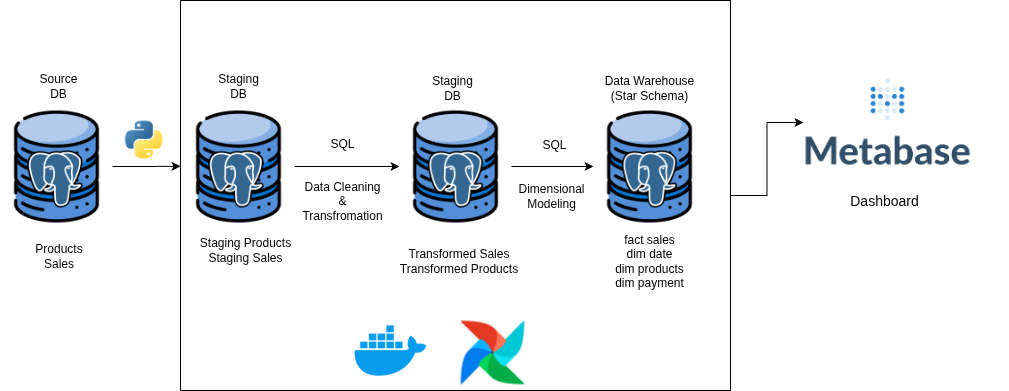 Source
DB
Products
Sales
Staging
DB
Staging Products
Staging Sales
SQL
Data Cleaning
&
Transfromation
Staging
DB
Transformed Sales
Transformed Products
SQL
Dimensional
Modeling
Data Warehouse
(Star Schema)
fact sales
dim date
dim products
dim payment
Metabase
Dashboard